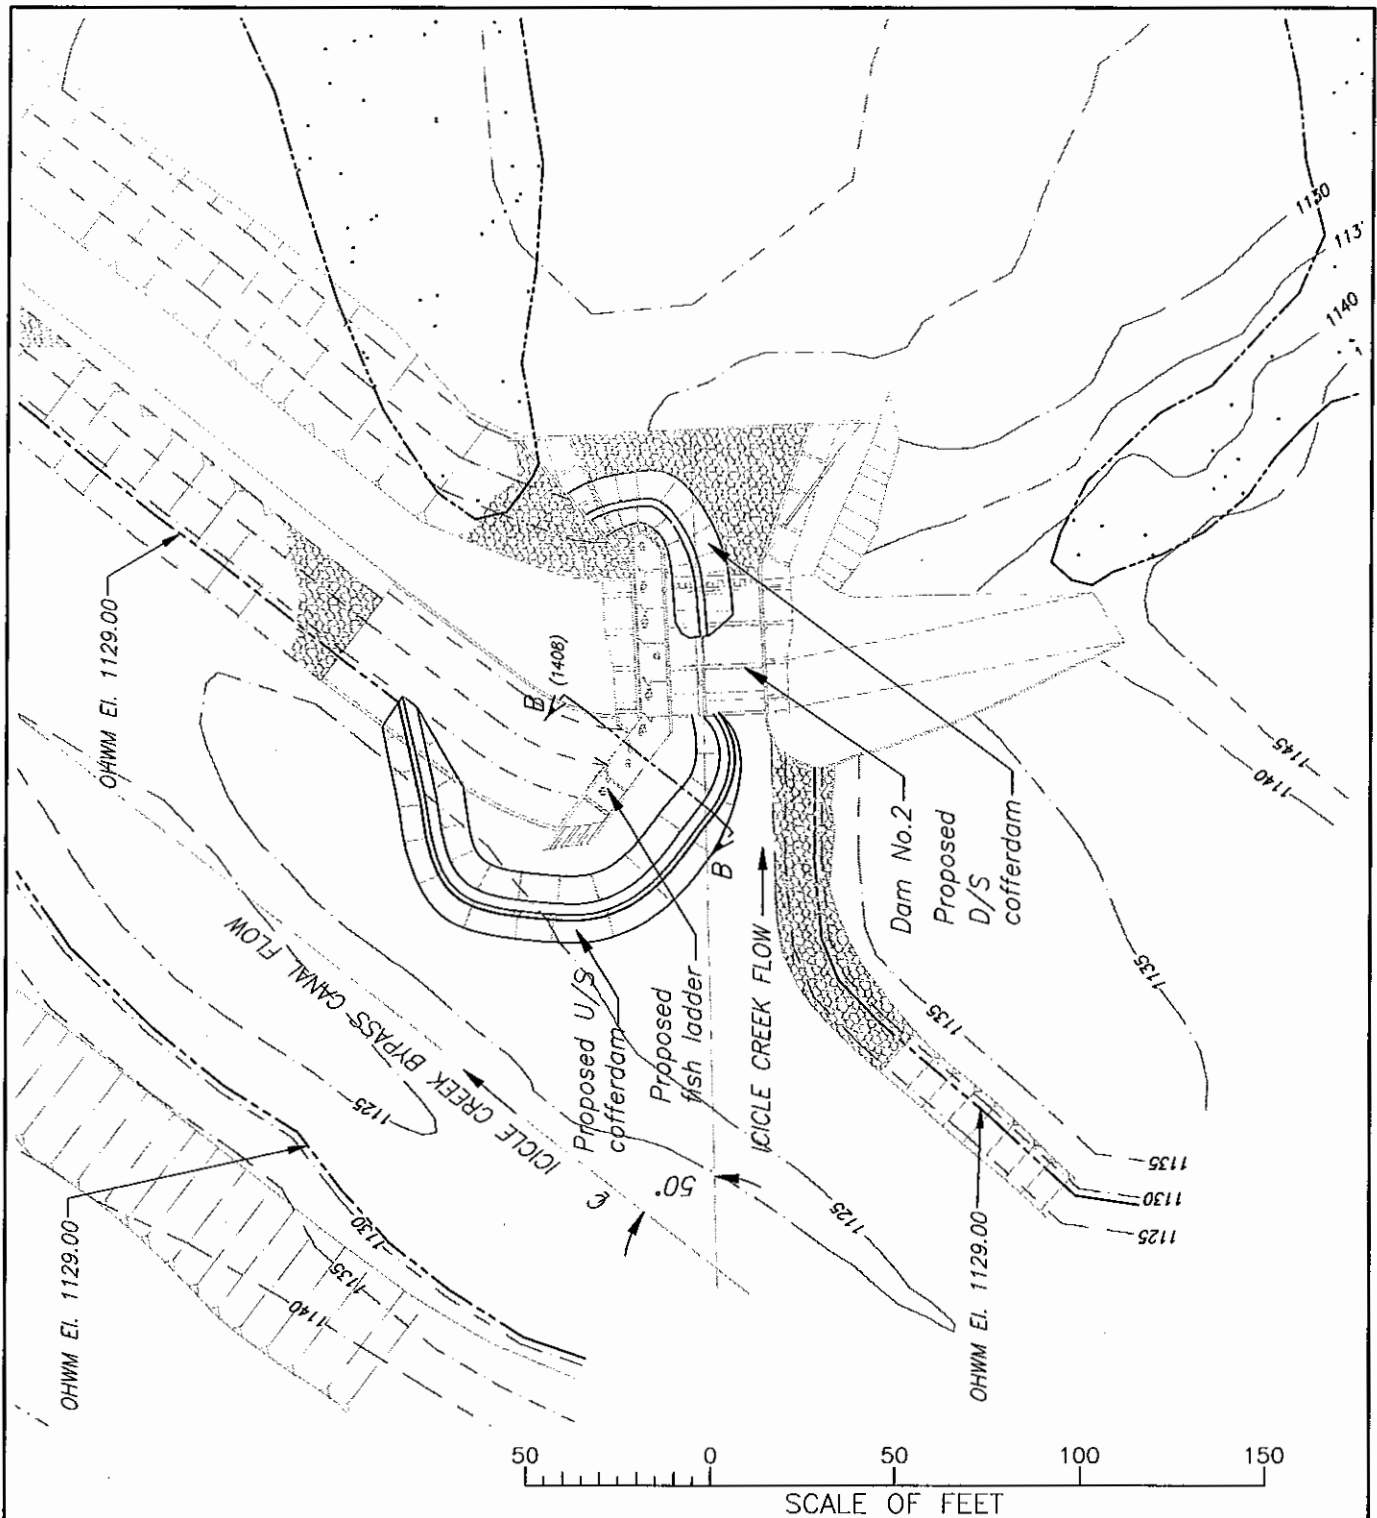 1130
113
1140
1
OHWM El. 1129.00
B (1408)
B
1145
1140
Dam No.2
Proposed
D/S
cofferdam
ICICLE CREEK FLOW
Proposed
fish ladder
Proposed U/S
cofferdam
ICICLE CREEK BYPASS CANAL FLOW
℄
50°
1125
1125
1135
1135
1135
1130
1125
OHWM El. 1129.00
1130
1135
1140
OHWM El. 1129.00
50 0 50 100 150
SCALE OF FEET